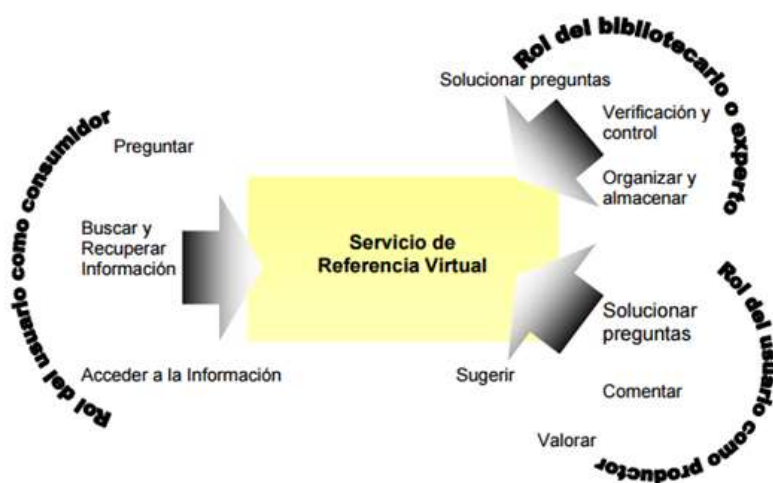 Rol del usuario como consumidor
Preguntar
Buscar y
Recuperar
Información
Acceder a la Información
Servicio de
Referencia Virtual
Rol del bibliotecario o experto
Solucionar preguntas
Verificación y
control
Organizar y
almacenar
Rol del usuario como productor
Solucionar
preguntas
Sugerir
Comentar
Valorar